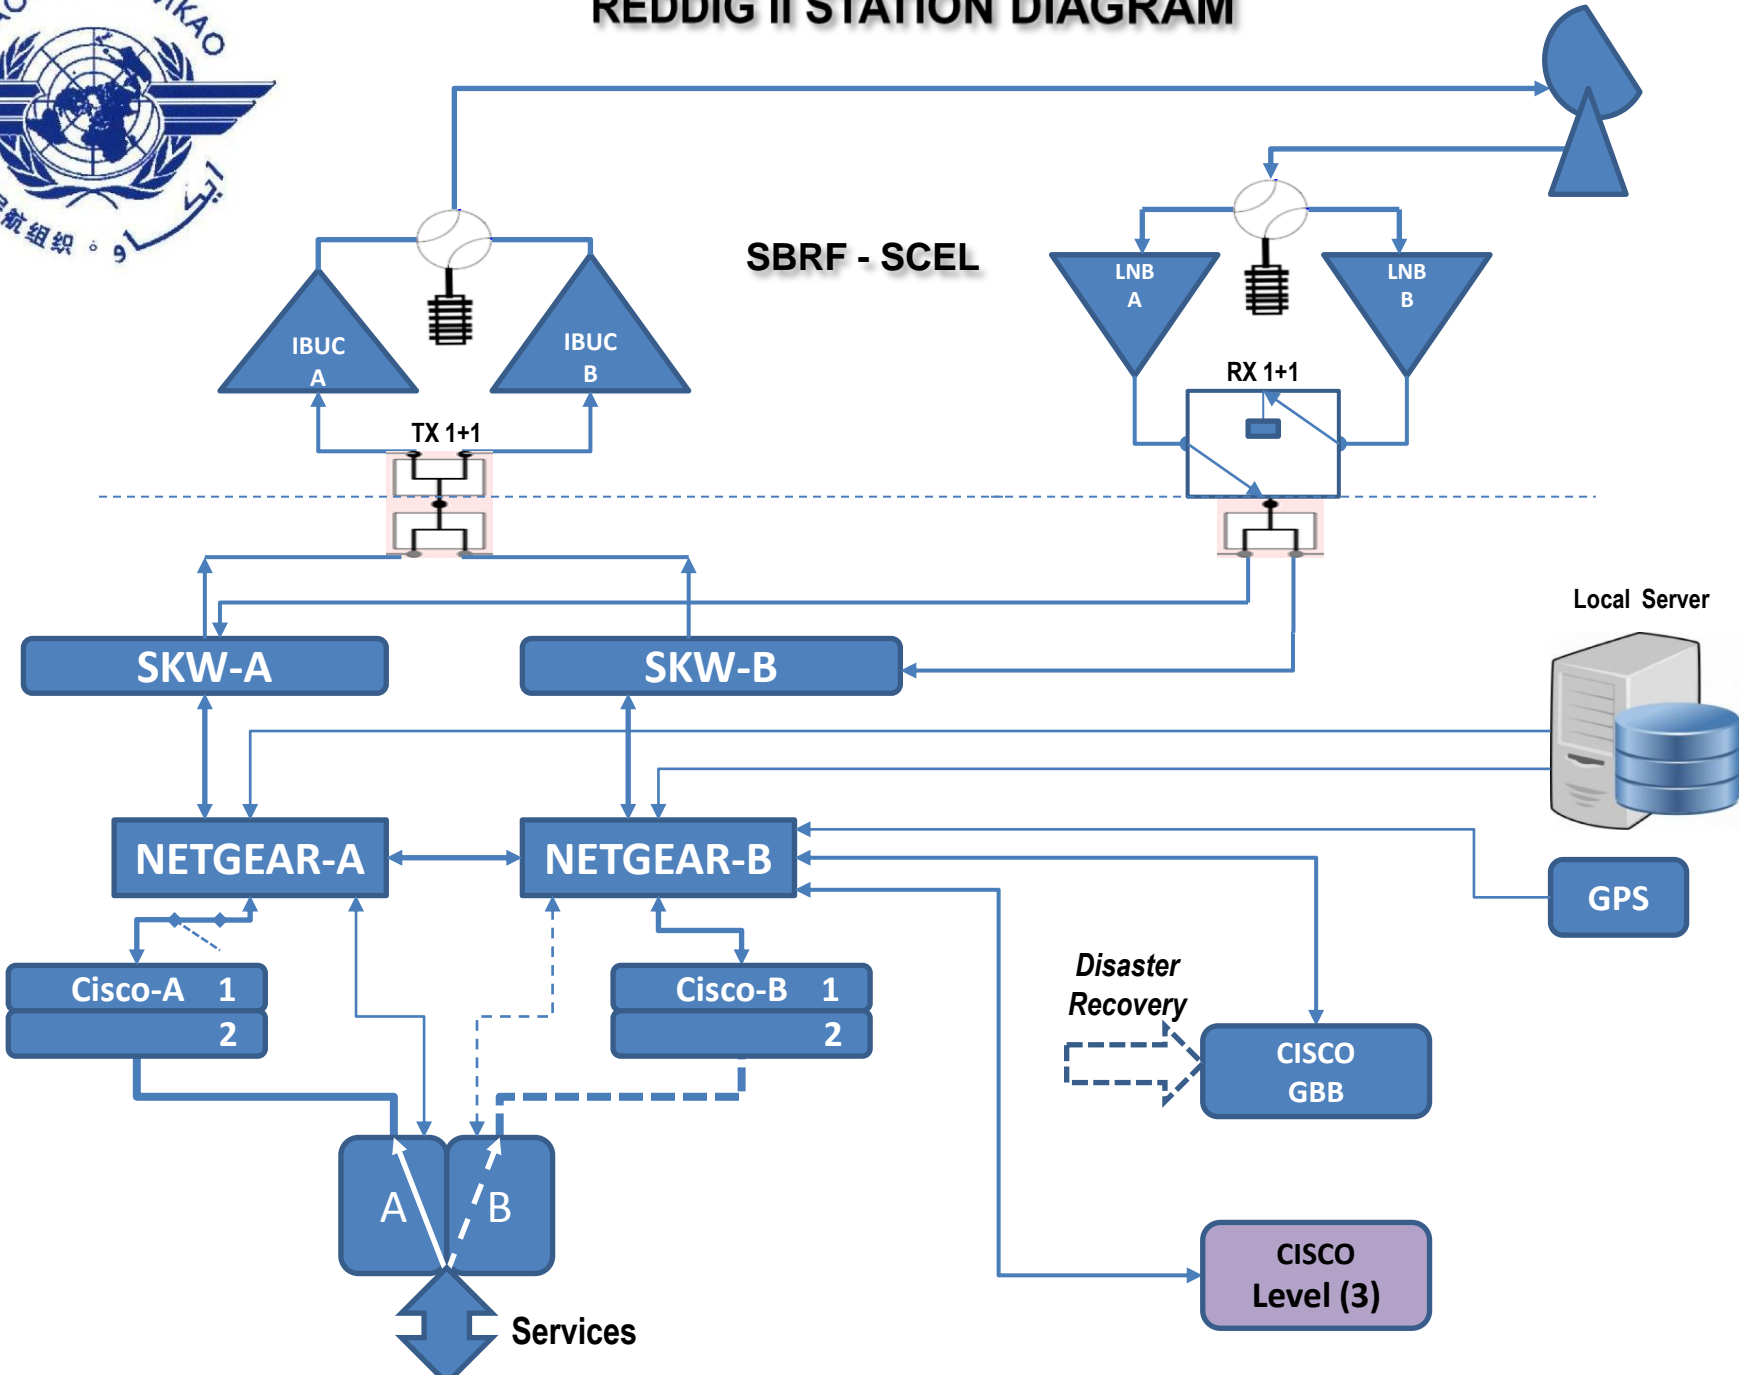 REDDIG II STATION DIAGRAM
SBRF - SCEL
LNB
A
LNB
B
IBUC
A
IBUC
B
RX 1+1
TX 1+1
Local Server
SKW-A
SKW-B
NETGEAR-A
NETGEAR-B
GPS
Cisco-A 1
2
Cisco-B 1
2
Disaster
Recovery
CISCO
GBB
A
B
CISCO
Level (3)
Services